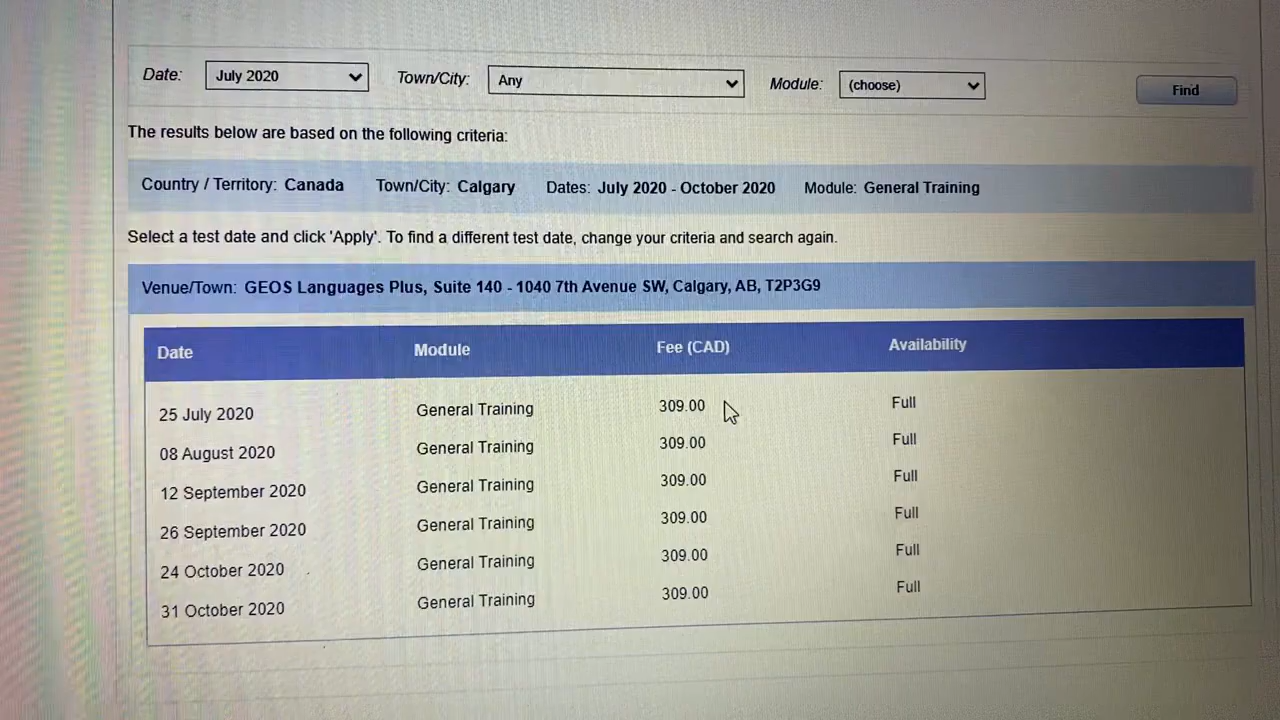 Date: July 2020 Town/City: Any Module: (choose) Find
The results below are based on the following criteria:
Country / Territory: Canada Town/City: Calgary Dates: July 2020 - October 2020 Module: General Training
Select a test date and click 'Apply'. To find a different test date, change your criteria and search again.
Venue/Town: GEOS Languages Plus, Suite 140 - 1040 7th Avenue SW, Calgary, AB, T2P3G9
Date Module Fee (CAD) Availability
25 July 2020 General Training 309.00 Full
08 August 2020 General Training 309.00 Full
12 September 2020 General Training 309.00 Full
26 September 2020 General Training 309.00 Full
24 October 2020 General Training 309.00 Full
31 October 2020 General Training 309.00 Full